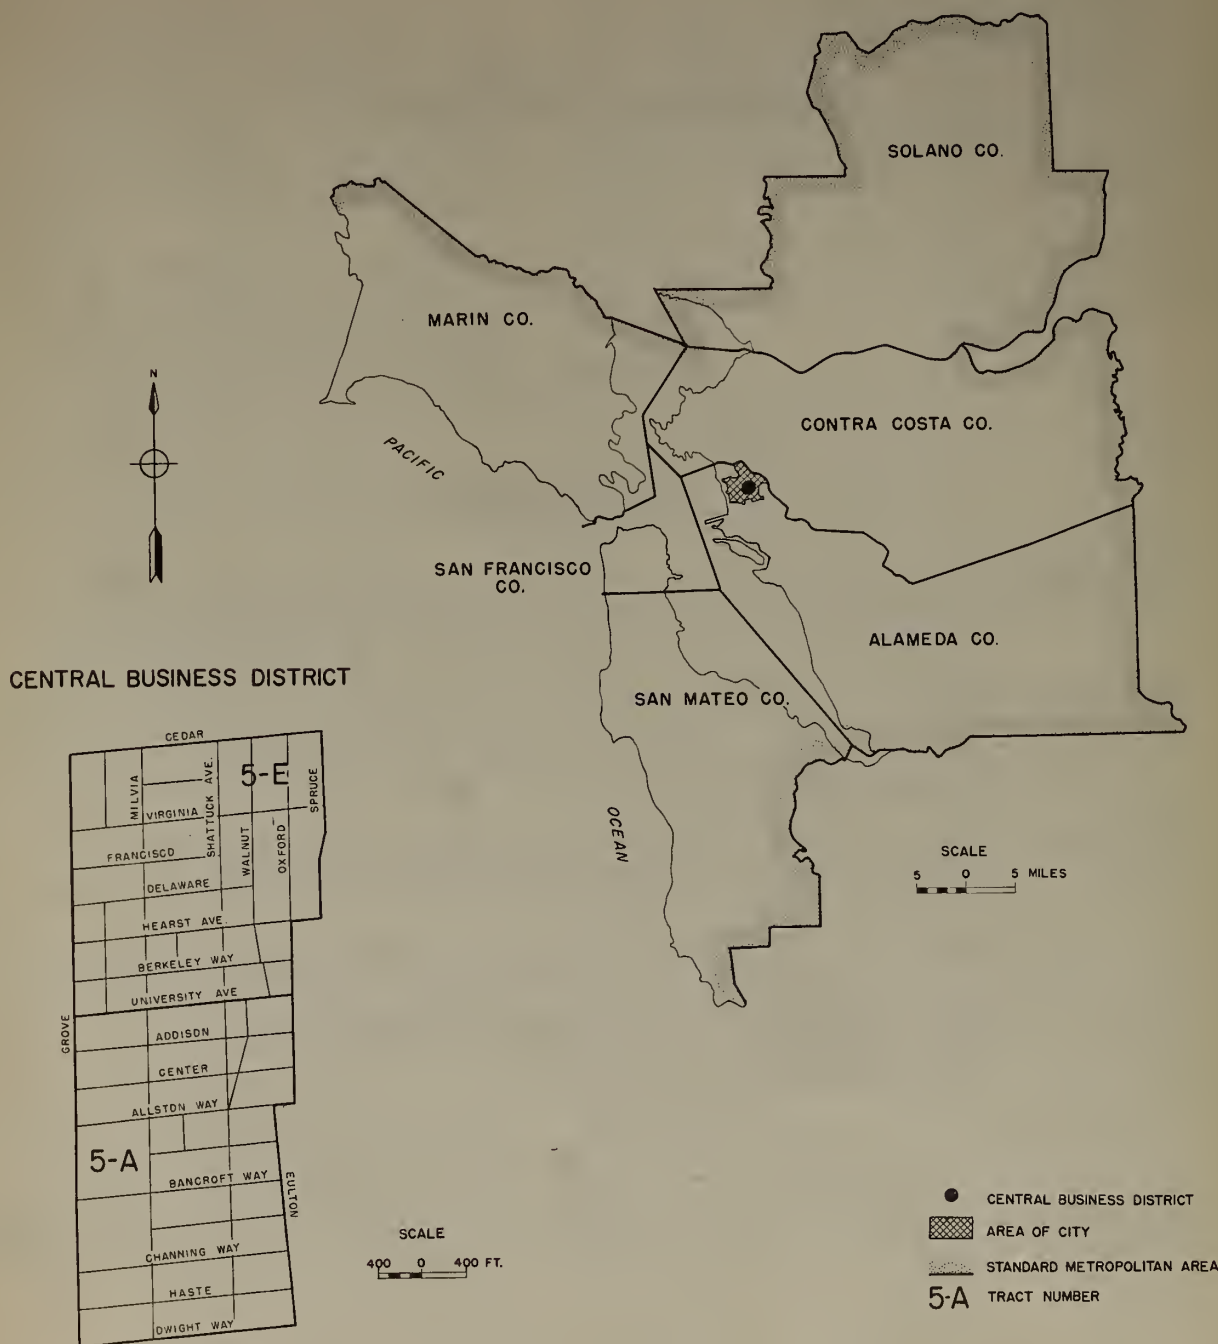 SOLANO CO.
MARIN CO.
N
CONTRA COSTA CO.
PACIFIC
SAN FRANCISCO
CO.
ALAMEDA CO.
CENTRAL BUSINESS DISTRICT
SAN MATEO CO.
OCEAN
SCALE
5 0 5 MILES
CEDAR
5-E
MILVIA
SHATTUCK AVE.
SPRUCE
VIRGINIA
WALNUT
OXFORD
FRANCISCO
DELAWARE
HEARST AVE.
BERKELEY WAY
UNIVERSITY AVE
GROVE
ADDISON
CENTER
ALLSTON WAY
5-A
BANCROFT WAY
EULTON
CHANNING WAY
HASTE
DWIGHT WAY
SCALE
400 0 400 FT.
CENTRAL BUSINESS DISTRICT
AREA OF CITY
STANDARD METROPOLITAN AREA
5-A TRACT NUMBER